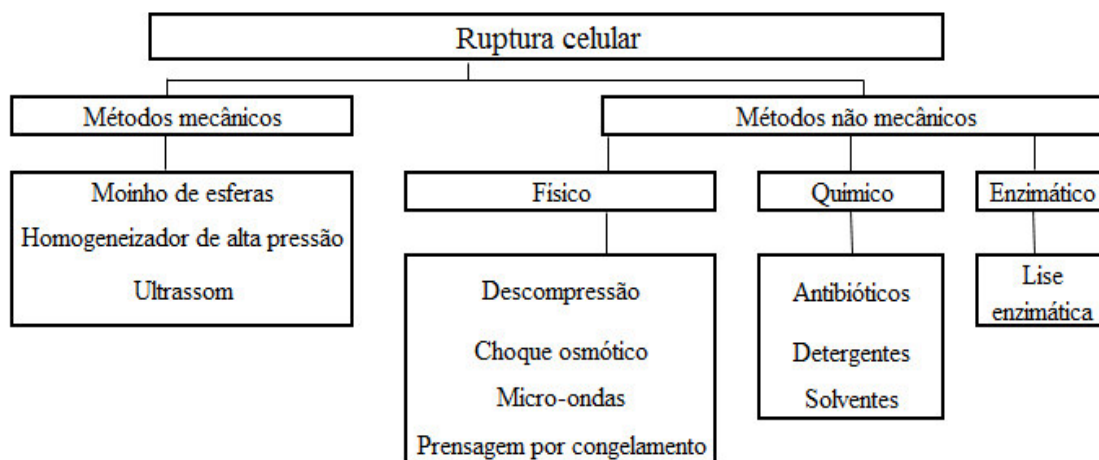 Ruptura celular
Métodos mecânicos
Métodos não mecânicos
Moinho de esferas
Homogeneizador de alta pressão
Ultrassom
Físico
Químico
Enzimático
Descompressão
Choque osmótico
Micro-ondas
Prensagem por congelamento
Antibióticos
Detergentes
Solventes
Lise
enzimática